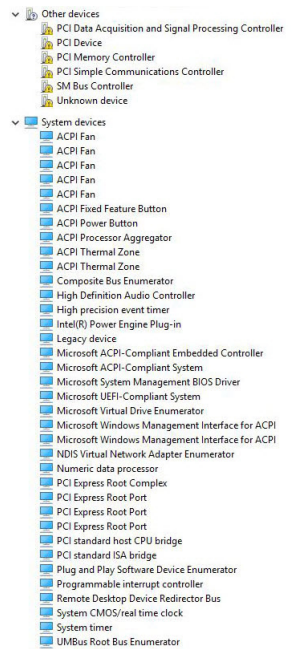 Other devices
PCI Data Acquisition and Signal Processing Controller
PCI Device
PCI Memory Controller
PCI Simple Communications Controller
SM Bus Controller
Unknown device
System devices
ACPI Fan
ACPI Fan
ACPI Fan
ACPI Fan
ACPI Fan
ACPI Fixed Feature Button
ACPI Power Button
ACPI Processor Aggregator
ACPI Thermal Zone
ACPI Thermal Zone
Composite Bus Enumerator
High Definition Audio Controller
High precision event timer
Intel(R) Power Engine Plug-in
Legacy device
Microsoft ACPI-Compliant Embedded Controller
Microsoft ACPI-Compliant System
Microsoft System Management BIOS Driver
Microsoft UEFI-Compliant System
Microsoft Virtual Drive Enumerator
Microsoft Windows Management Interface for ACPI
Microsoft Windows Management Interface for ACPI
NDIS Virtual Network Adapter Enumerator
Numeric data processor
PCI Express Root Complex
PCI Express Root Port
PCI Express Root Port
PCI Express Root Port
PCI standard host CPU bridge
PCI standard ISA bridge
Plug and Play Software Device Enumerator
Programmable interrupt controller
Remote Desktop Device Redirector Bus
System CMOS/real time clock
System timer
UMBus Root Bus Enumerator